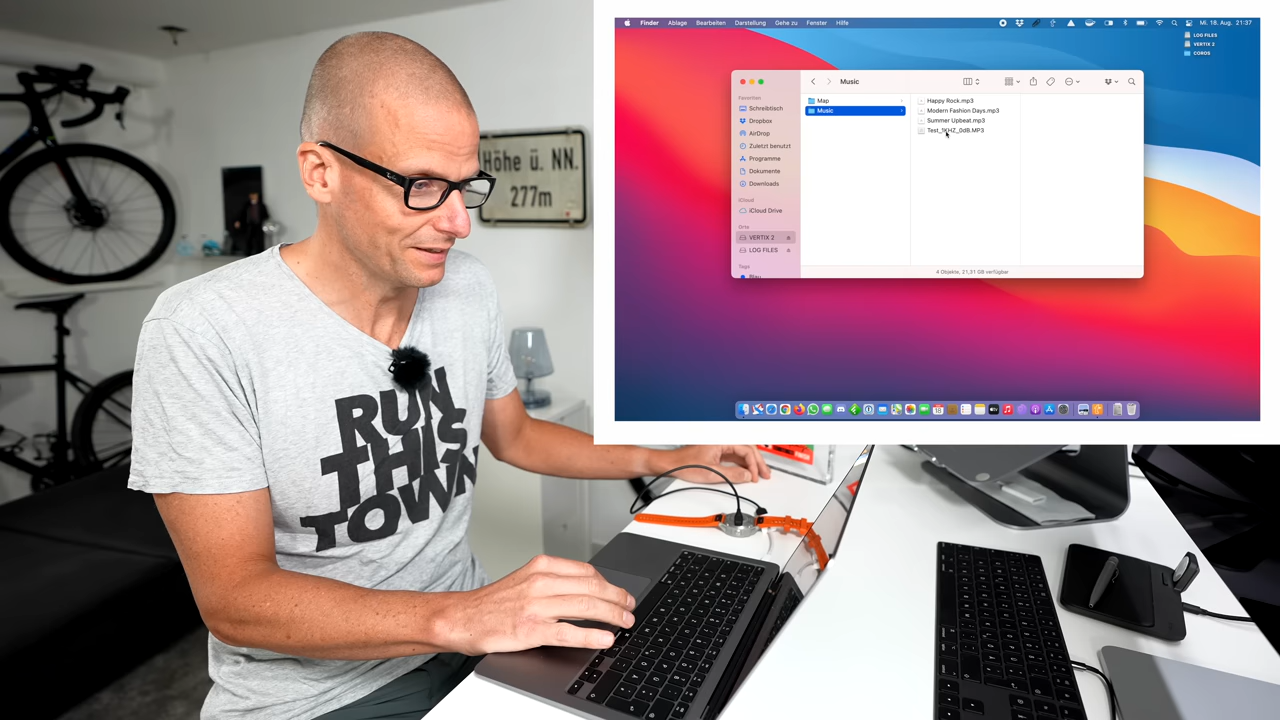 Finder Ablage Bearbeiten Darstellung Gehe zu Fenster Hilfe
Mi. 18. Aug. 21:37
LOG FILES
VERTIX 2
COROS
Music
Favoriten
Schreibtisch
Dropbox
AirDrop
Zuletzt benutzt
Programme
Dokumente
Downloads
iCloud
iCloud Drive
Orte
VERTIX 2
LOG FILES
Tags
Map
Music
Happy Rock.mp3
Modern Fashion Days.mp3
Summer Upbeat.mp3
Test_1KHZ_0dB.MP3
4 Objekte, 21,31 GB verfügbar
Höhe ü. NN.
277m
RUN
THIS
TOWN